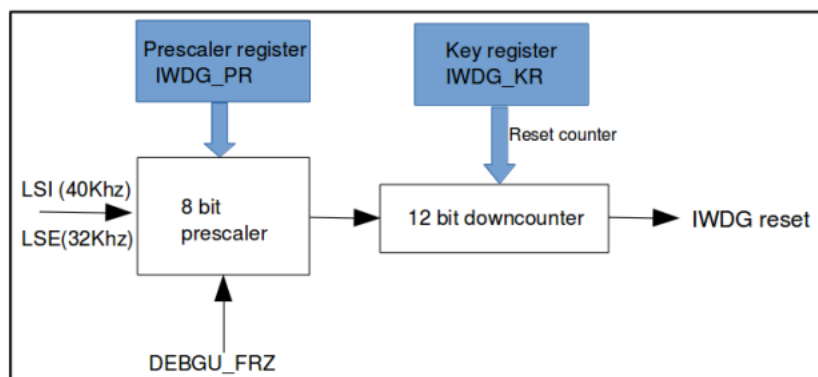 Prescaler register
IWDG_PR
Key register
IWDG_KR
Reset counter
LSI (40Khz)
LSE(32Khz)
8 bit
prescaler
12 bit downcounter
IWDG reset
DEBGU_FRZ